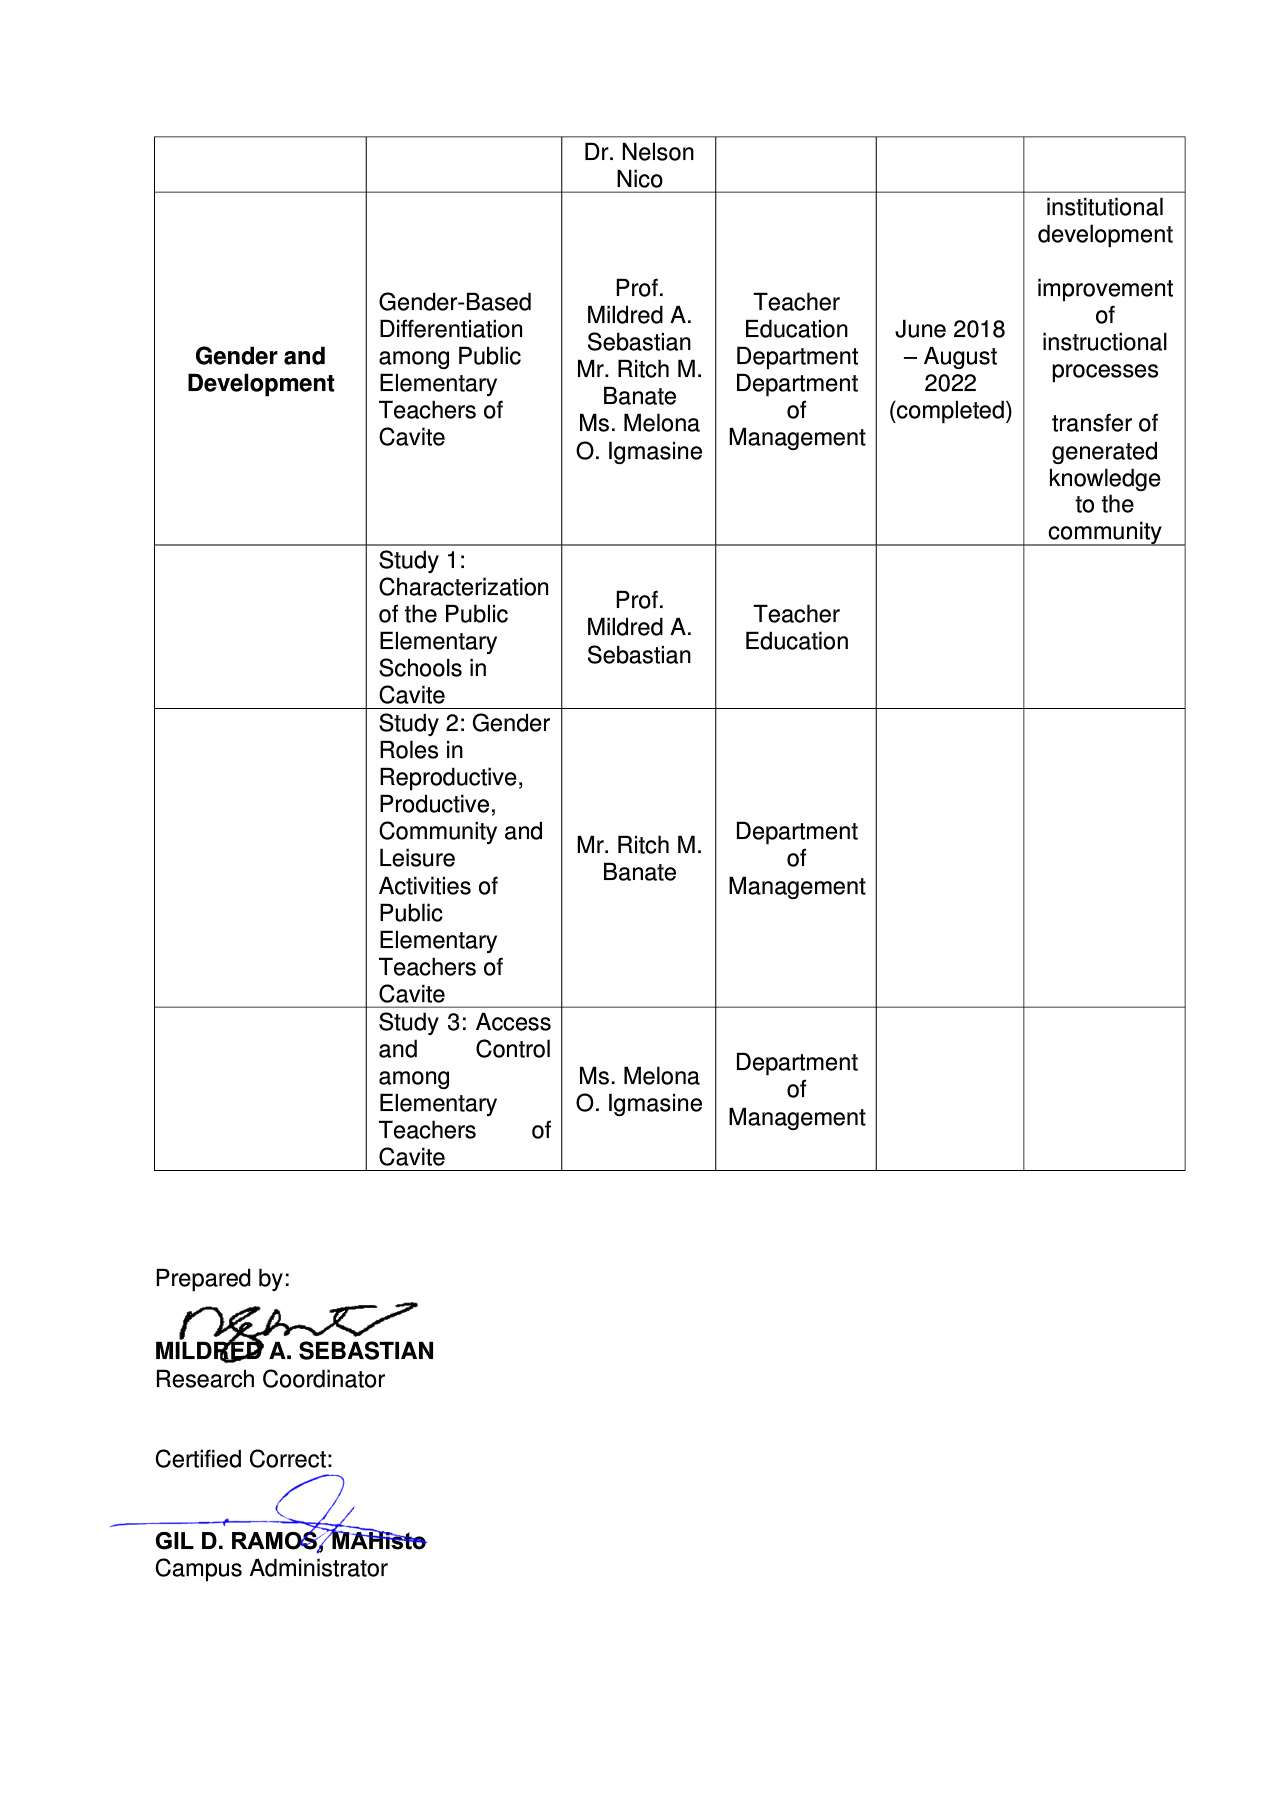 Dr. Nelson
Nico
Gender and
Development
Gender-Based
Differentiation
among Public
Elementary
Teachers of
Cavite
Prof.
Mildred A.
Sebastian
Mr. Ritch M.
Banate
Ms. Melona
O. Igmasine
Teacher
Education
Department
Department
of
Management
June 2018
– August
2022
(completed)
institutional
development
improvement
of
instructional
processes
transfer of
generated
knowledge
to the
community
Study 1:
Characterization
of the Public
Elementary
Schools in
Cavite
Prof.
Mildred A.
Sebastian
Teacher
Education
Study 2: Gender
Roles in
Reproductive,
Productive,
Community and
Leisure
Activities of
Public
Elementary
Teachers of
Cavite
Mr. Ritch M.
Banate
Department
of
Management
Study 3: Access
and Control
among
Elementary
Teachers of
Cavite
Ms. Melona
O. Igmasine
Department
of
Management
Prepared by:
MILDRED A. SEBASTIAN
Research Coordinator
Certified Correct:
GIL D. RAMOS, MAHisto
Campus Administrator